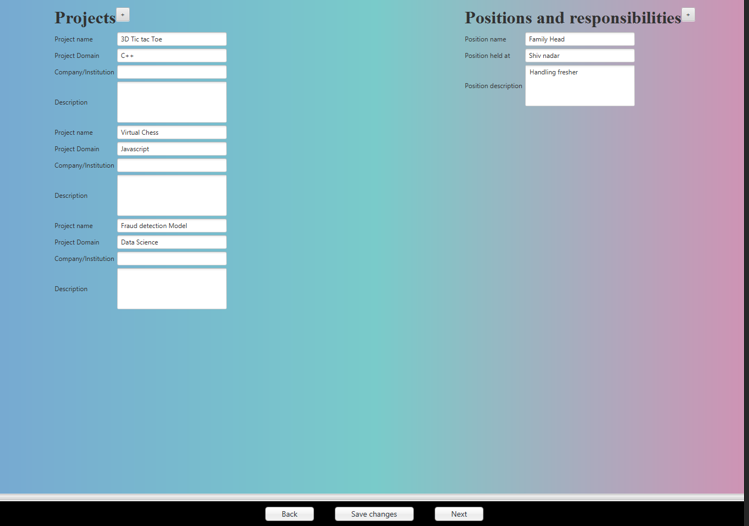 Projects
Project name 3D Tic tac Toe
Project Domain C++
Company/Institution
Description
Project name Virtual Chess
Project Domain Javascript
Company/Institution
Description
Project name Fraud detection Model
Project Domain Data Science
Company/Institution
Description
Positions and responsibilities
Position name Family Head
Position held at Shiv nadar
Position description Handling fresher
Back Save changes Next